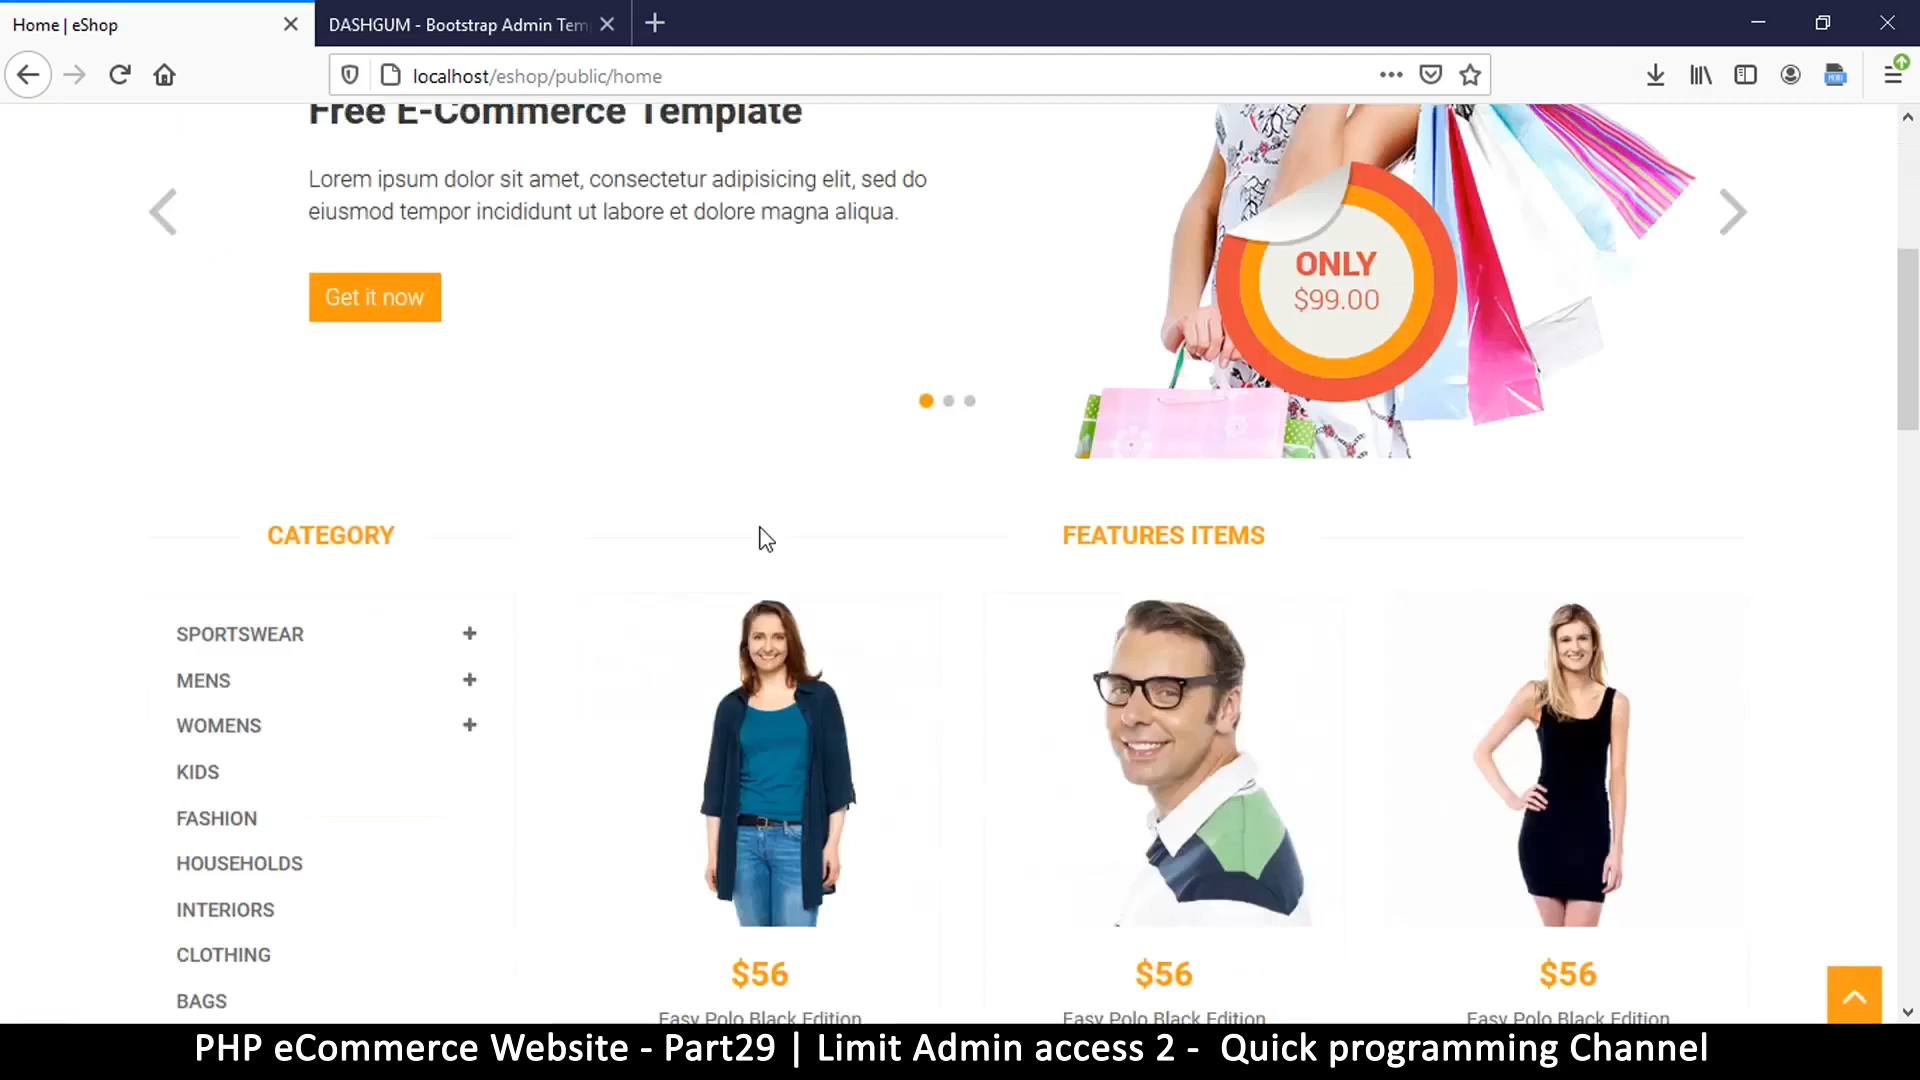 Home | eShop
DASHGUM - Bootstrap Admin Tem
localhost/eshop/public/home
Free E-Commerce Template
Lorem ipsum dolor sit amet, consectetur adipisicing elit, sed do
eiusmod tempor incididunt ut labore et dolore magna aliqua.
Get it now
ONLY
$99.00
CATEGORY
FEATURES ITEMS
SPORTSWEAR
MENS
WOMENS
KIDS
FASHION
HOUSEHOLDS
INTERIORS
CLOTHING
BAGS
$56
$56
$56
Easy Polo Black Edition
Easy Polo Black Edition
Easy Polo Black Edition
PHP eCommerce Website - Part29 | Limit Admin access 2 - Quick programming Channel